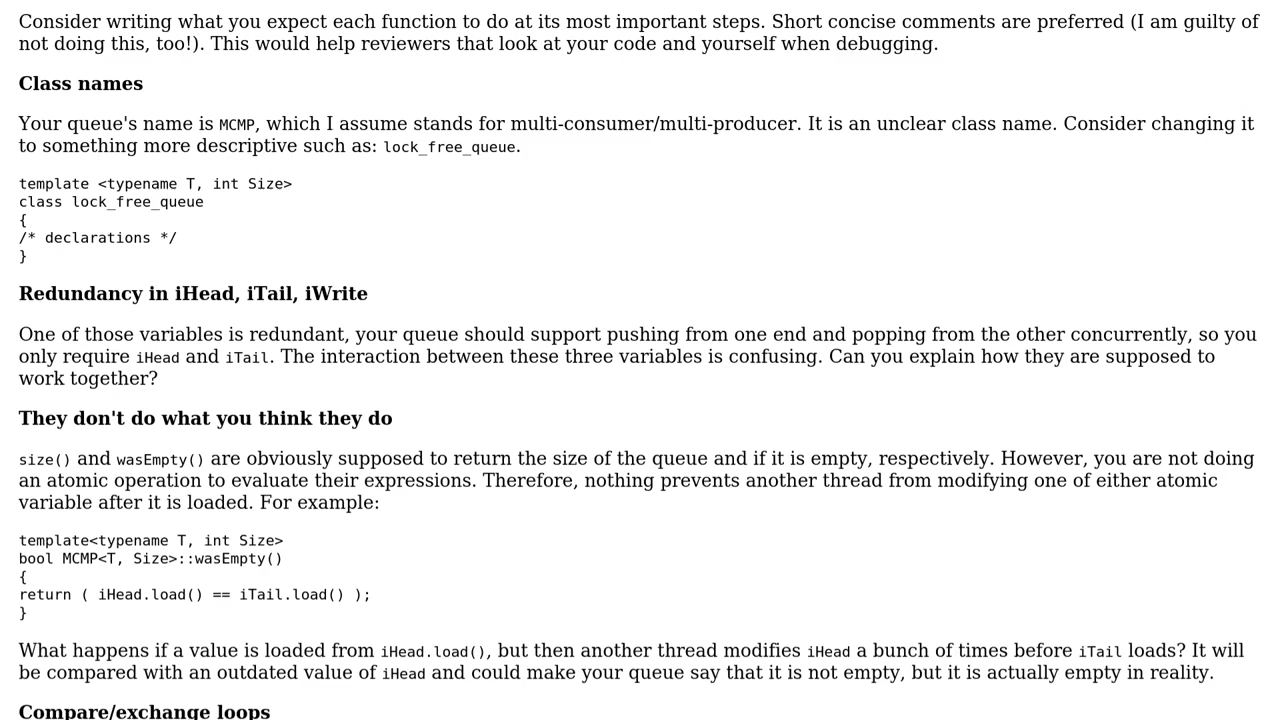 Consider writing what you expect each function to do at its most important steps. Short concise comments are preferred (I am guilty of
not doing this, too!). This would help reviewers that look at your code and yourself when debugging.
Class names
Your queue's name is MCMP, which I assume stands for multi-consumer/multi-producer. It is an unclear class name. Consider changing it
to something more descriptive such as: lock_free_queue.
template <typename T, int Size>
class lock_free_queue
{
/* declarations */
}
Redundancy in iHead, iTail, iWrite
One of those variables is redundant, your queue should support pushing from one end and popping from the other concurrently, so you
only require iHead and iTail. The interaction between these three variables is confusing. Can you explain how they are supposed to
work together?
They don't do what you think they do
size() and wasEmpty() are obviously supposed to return the size of the queue and if it is empty, respectively. However, you are not doing
an atomic operation to evaluate their expressions. Therefore, nothing prevents another thread from modifying one of either atomic
variable after it is loaded. For example:
template<typename T, int Size>
bool MCMP<T, Size>::wasEmpty()
{
return ( iHead.load() == iTail.load() );
}
What happens if a value is loaded from iHead.load(), but then another thread modifies iHead a bunch of times before iTail loads? It will
be compared with an outdated value of iHead and could make your queue say that it is not empty, but it is actually empty in reality.
Compare/exchange loops